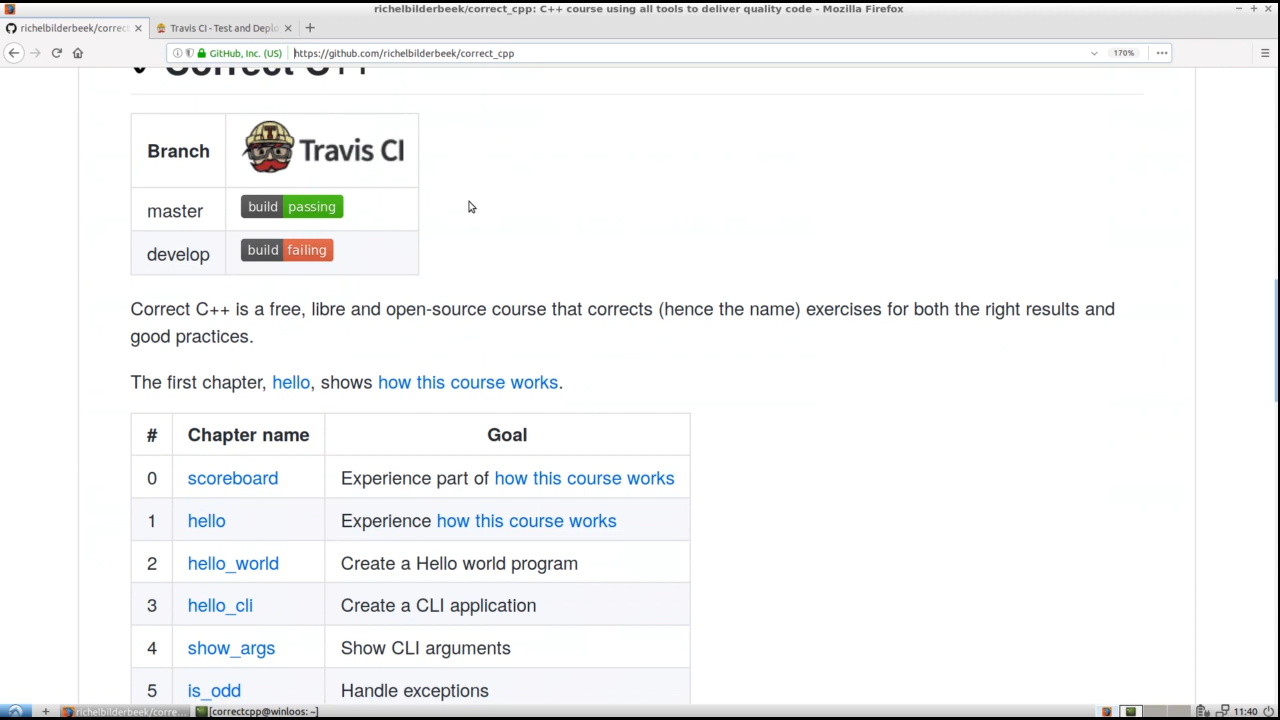 richelbilderbeek/correct_cpp: C++ course using all tools to deliver quality code - Mozilla Firefox
richelbilderbeek/correc
Travis CI - Test and Deplo
GitHub, Inc. (US)
https://github.com/richelbilderbeek/correct_cpp
170%
Correct C++
Branch
Travis CI
master
build passing
develop
build failing
Correct C++ is a free, libre and open-source course that corrects (hence the name) exercises for both the right results and
good practices.
The first chapter, hello, shows how this course works.
# Chapter name Goal
0 scoreboard Experience part of how this course works
1 hello Experience how this course works
2 hello_world Create a Hello world program
3 hello_cli Create a CLI application
4 show_args Show CLI arguments
5 is_odd Handle exceptions
richelbilderbeek/corre...
[correctcpp@winloos: ~]
11:40